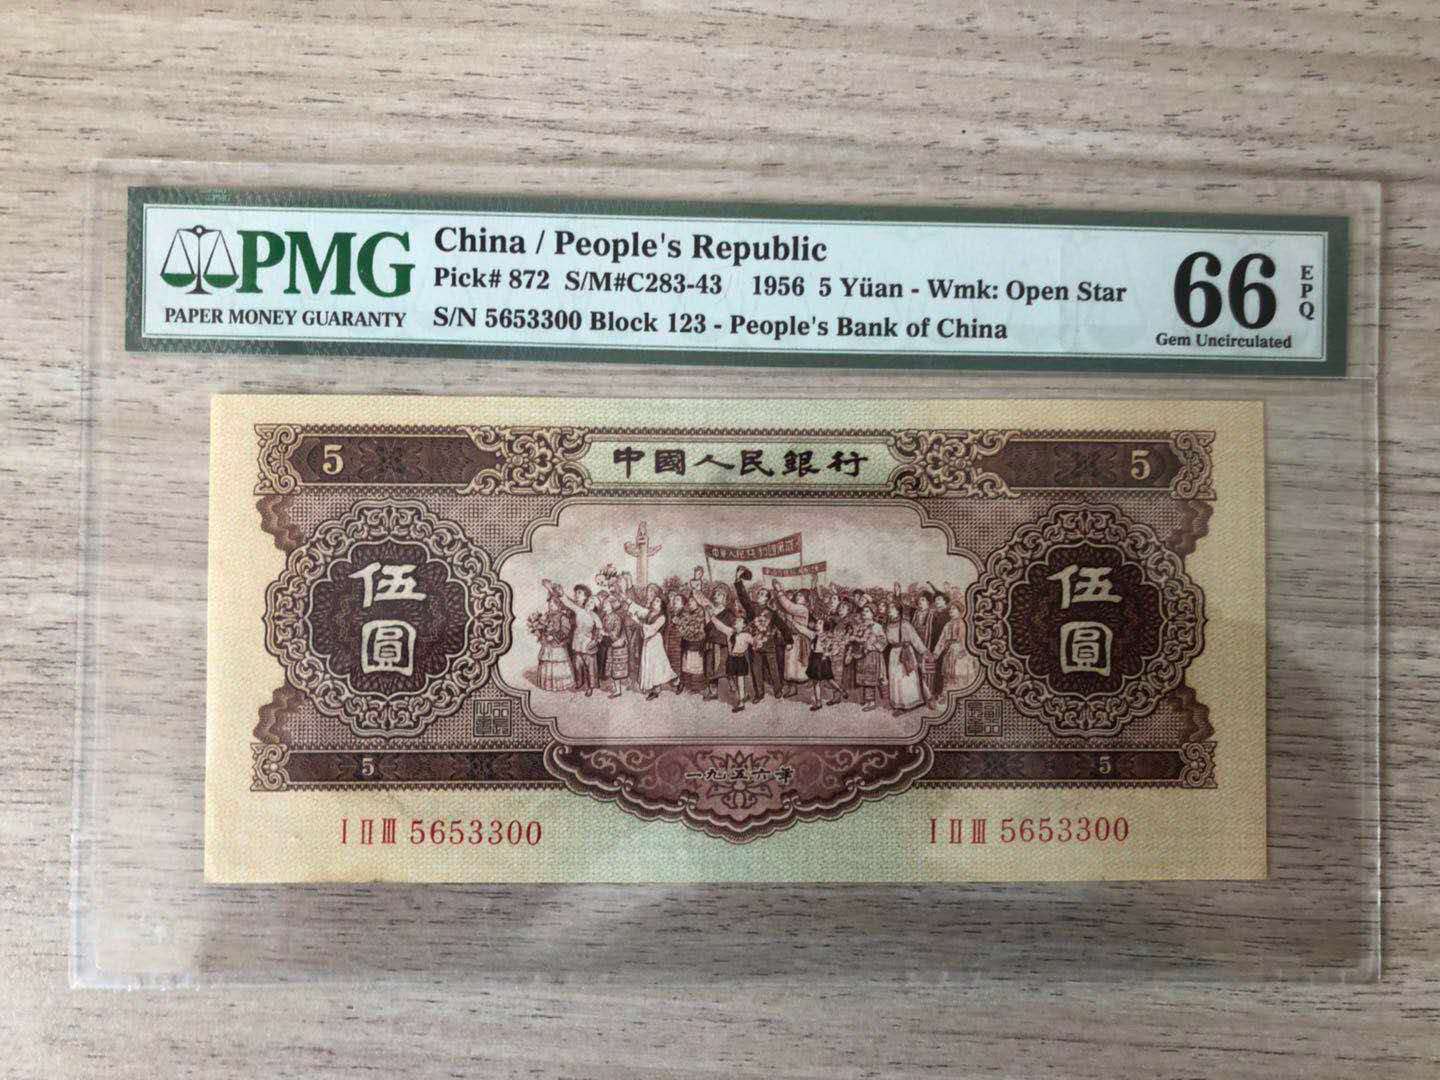 PMG
PAPER MONEY GUARANTY
China / People's Republic
Pick# 872 S/M#C283-43 1956 5 Yüan - Wmk: Open Star
S/N 5653300 Block 123 - People's Bank of China
66
EPQ
Gem Uncirculated
5 中國人民銀行 5
伍圓
伍圓
5 一九五六年 5
I II III 5653300
I II III 5653300